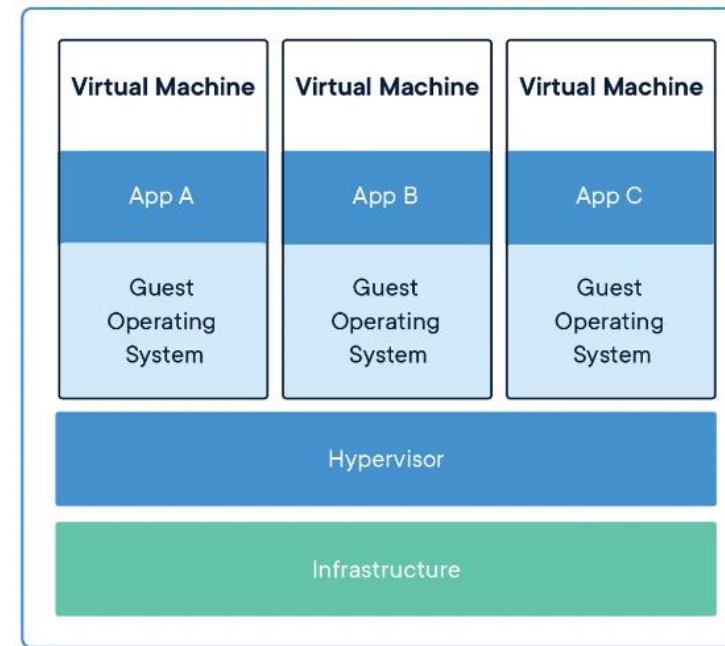 Virtual Machine
Virtual Machine
Virtual Machine
App A
App B
App C
Guest
Operating
System
Guest
Operating
System
Guest
Operating
System
Hypervisor
Infrastructure